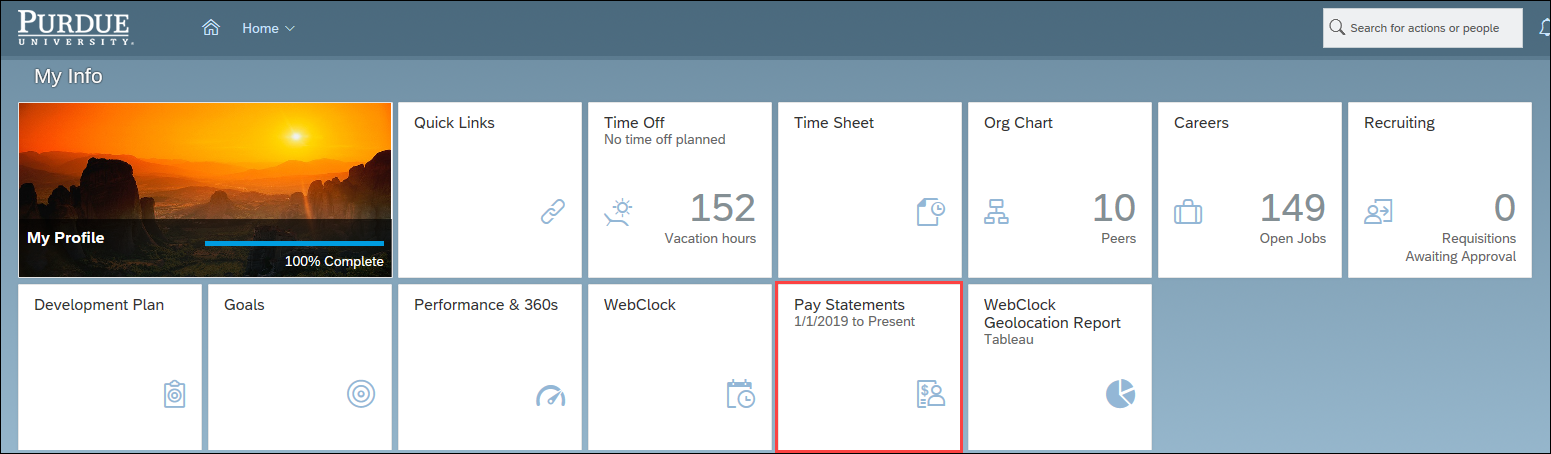 PURDUE
UNIVERSITY.
Home
Search for actions or people
My Info
My Profile
100% Complete
Quick Links
Time Off
No time off planned
152
Vacation hours
Time Sheet
Org Chart
10
Peers
Careers
149
Open Jobs
Recruiting
0
Requisitions
Awaiting Approval
Development Plan
Goals
Performance & 360s
WebClock
Pay Statements
1/1/2019 to Present
$
WebClock
Geolocation Report
Tableau